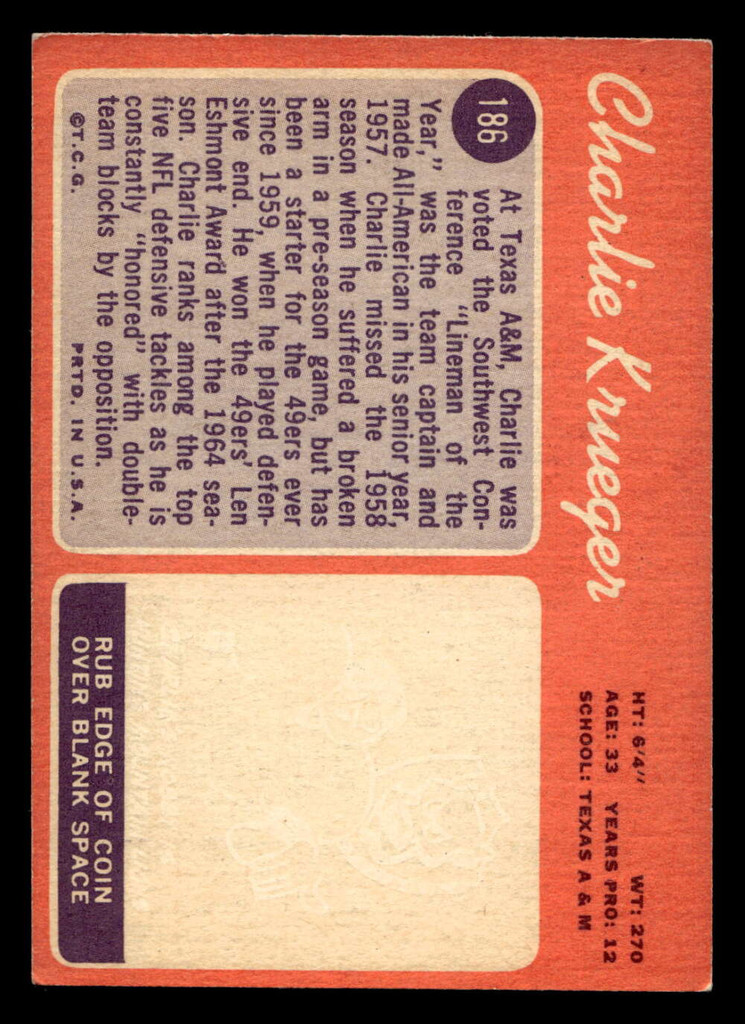 Charlie Krueger
HT: 6'4" WT: 270
AGE: 33 YEARS PRO: 12
SCHOOL: TEXAS A & M
186
At Texas A&M, Charlie was
voted the Southwest Con-
ference "Lineman of the
Year," was the team captain and
made All-American in his senior year,
1957. Charlie missed the 1958
season when he suffered a broken
arm in a pre-season game, but has
been a starter for the 49ers ever
since 1959, when he played defen-
sive end. He won the 49ers' Len
Eshmont Award after the 1964 sea-
son. Charlie ranks among the top
five NFL defensive tackles as he is
constantly "honored" with double-
team blocks by the opposition.
©T.C.G. PRTD. IN U.S.A.
RUB EDGE OF COIN
OVER BLANK SPACE